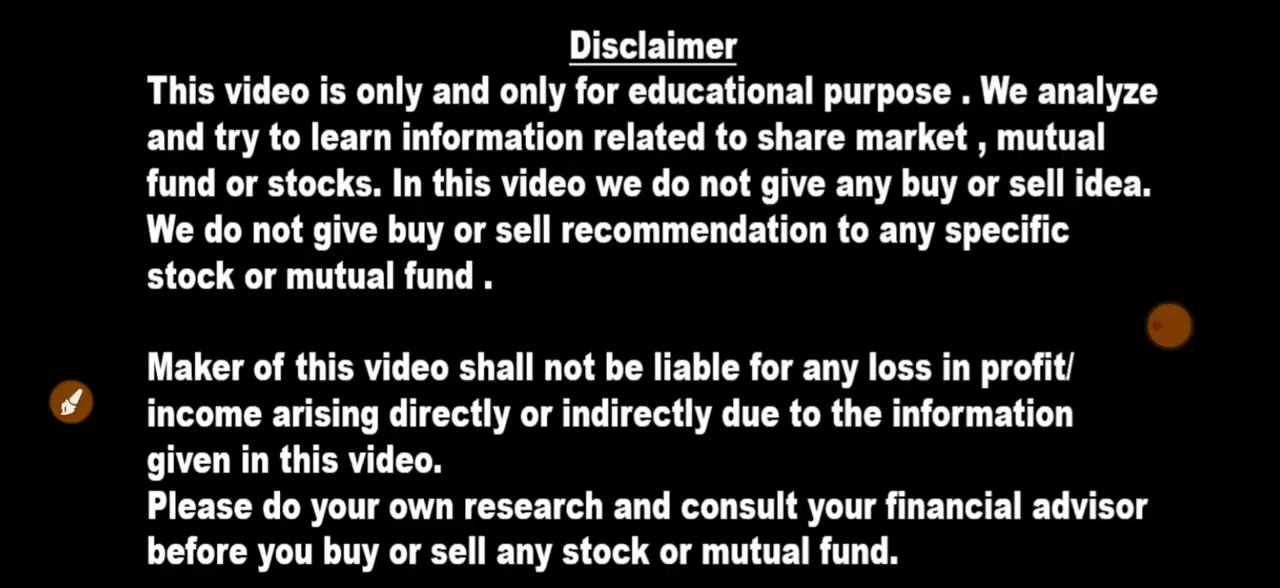 Disclaimer
This video is only and only for educational purpose . We analyze
and try to learn information related to share market , mutual
fund or stocks. In this video we do not give any buy or sell idea.
We do not give buy or sell recommendation to any specific
stock or mutual fund .
Maker of this video shall not be liable for any loss in profit/
income arising directly or indirectly due to the information
given in this video.
Please do your own research and consult your financial advisor
before you buy or sell any stock or mutual fund.